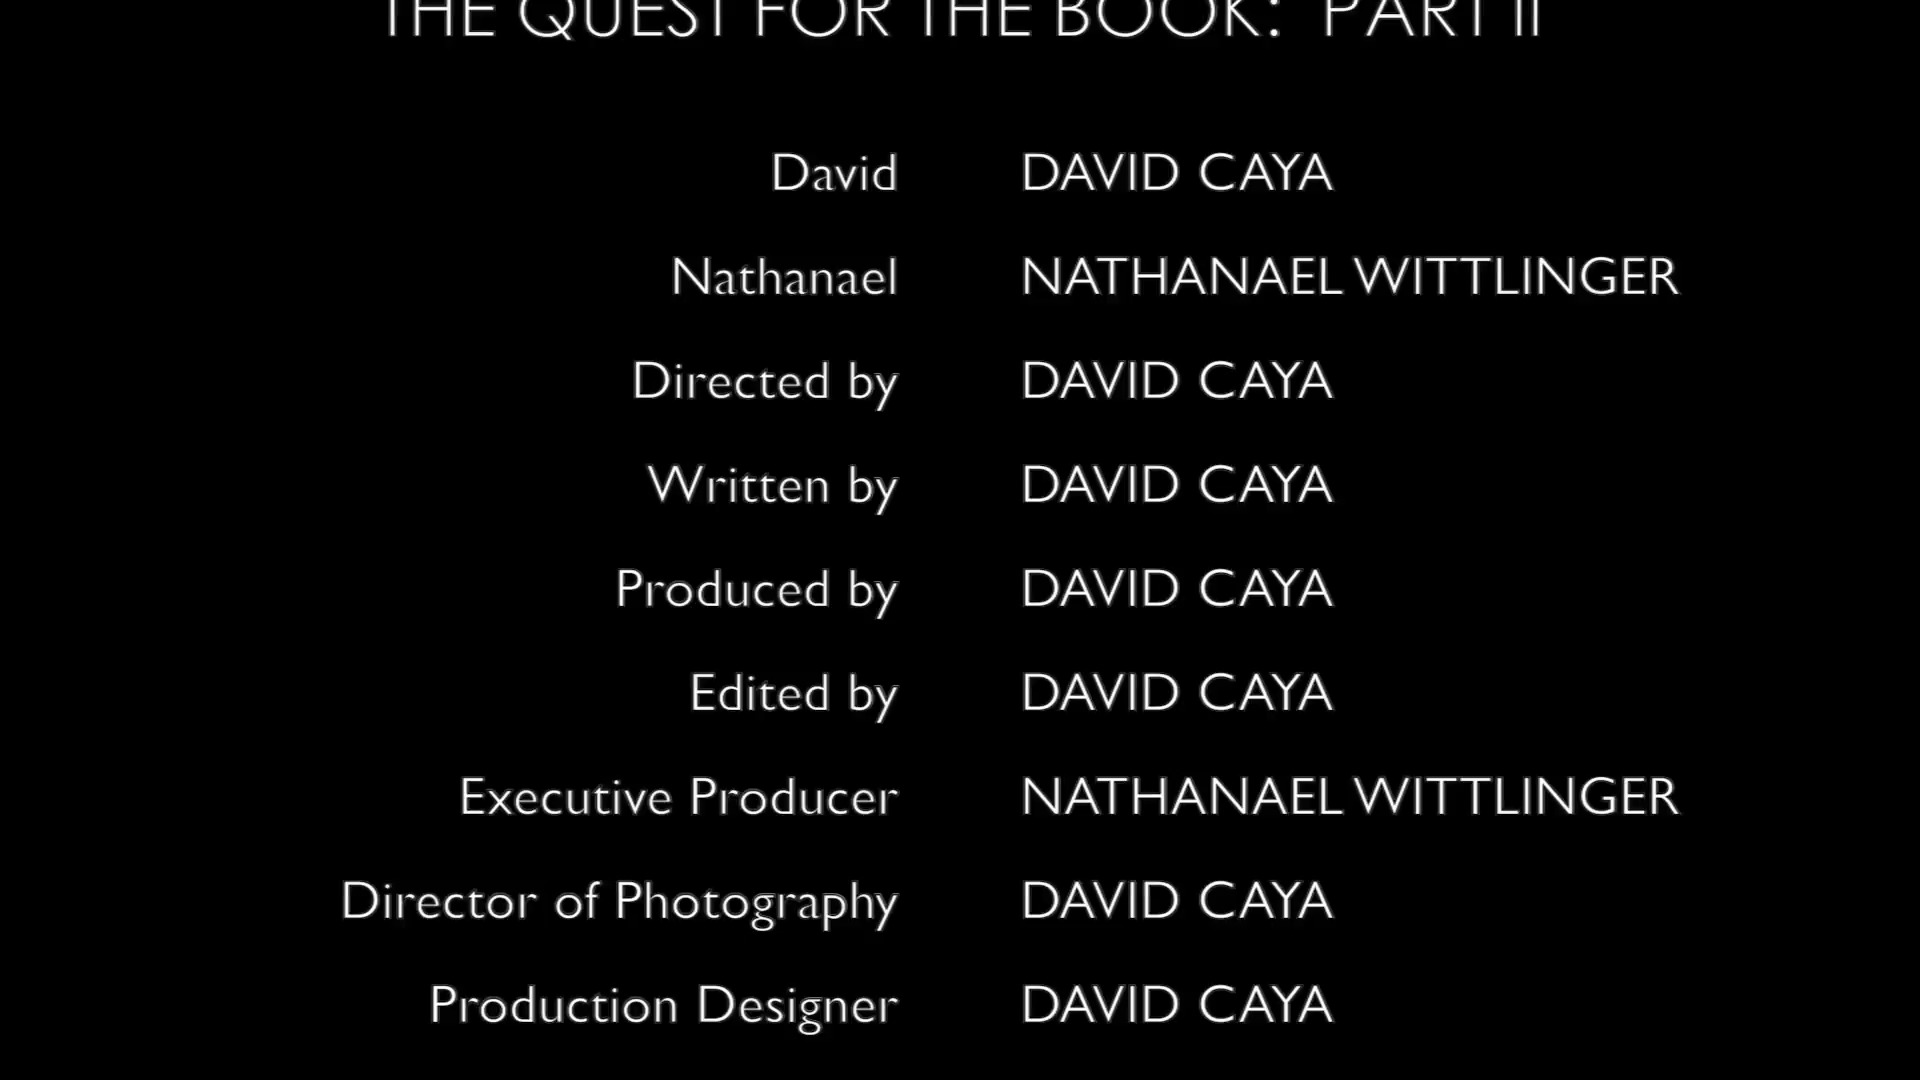 THE QUEST FOR THE BOOK: PART II
David DAVID CAYA
Nathanael NATHANAEL WITTLINGER
Directed by DAVID CAYA
Written by DAVID CAYA
Produced by DAVID CAYA
Edited by DAVID CAYA
Executive Producer NATHANAEL WITTLINGER
Director of Photography DAVID CAYA
Production Designer DAVID CAYA